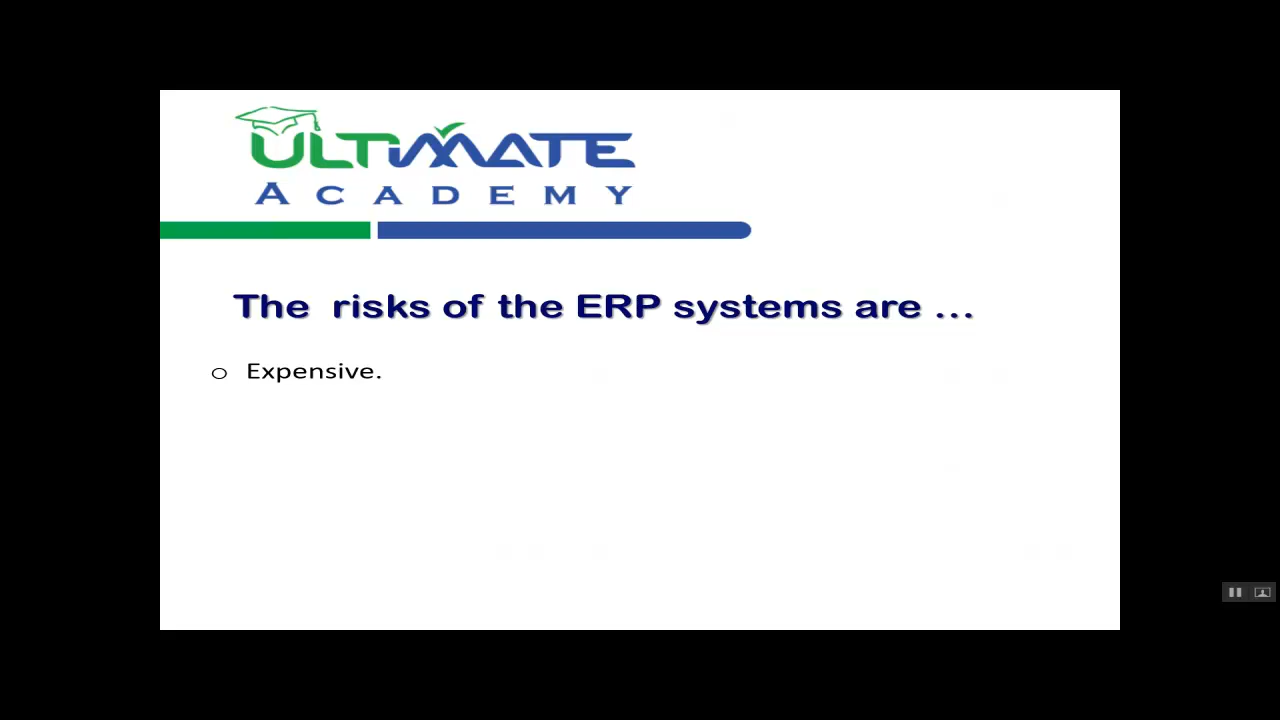 ULTIMATE
ACADEMY
The risks of the ERP systems are ...
o Expensive.